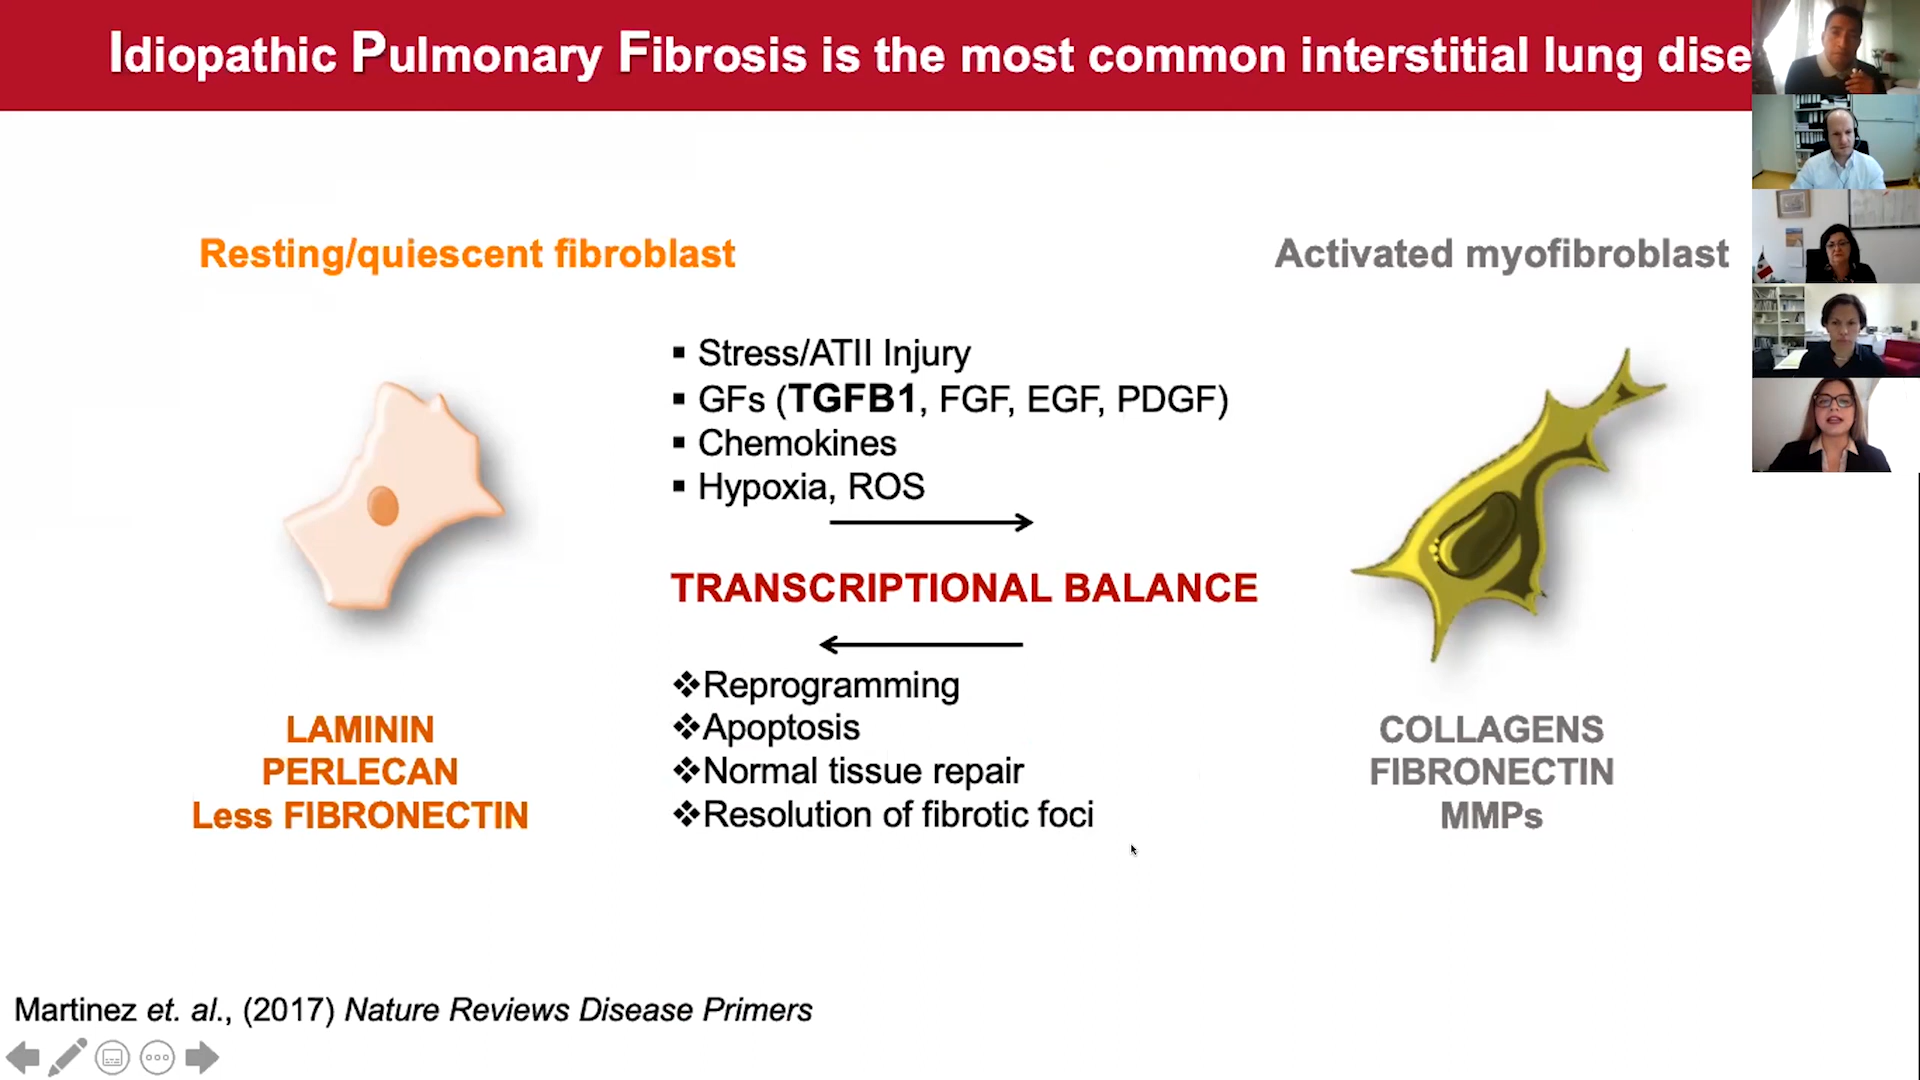 Idiopathic Pulmonary Fibrosis is the most common interstitial lung dise
Resting/quiescent fibroblast
Activated myofibroblast
▪ Stress/ATII Injury
▪ GFs (TGFB1, FGF, EGF, PDGF)
▪ Chemokines
▪ Hypoxia, ROS
TRANSCRIPTIONAL BALANCE
❖Reprogramming
❖Apoptosis
❖Normal tissue repair
❖Resolution of fibrotic foci
LAMININ
PERLECAN
Less FIBRONECTIN
COLLAGENS
FIBRONECTIN
MMPs
Martinez et. al., (2017) Nature Reviews Disease Primers